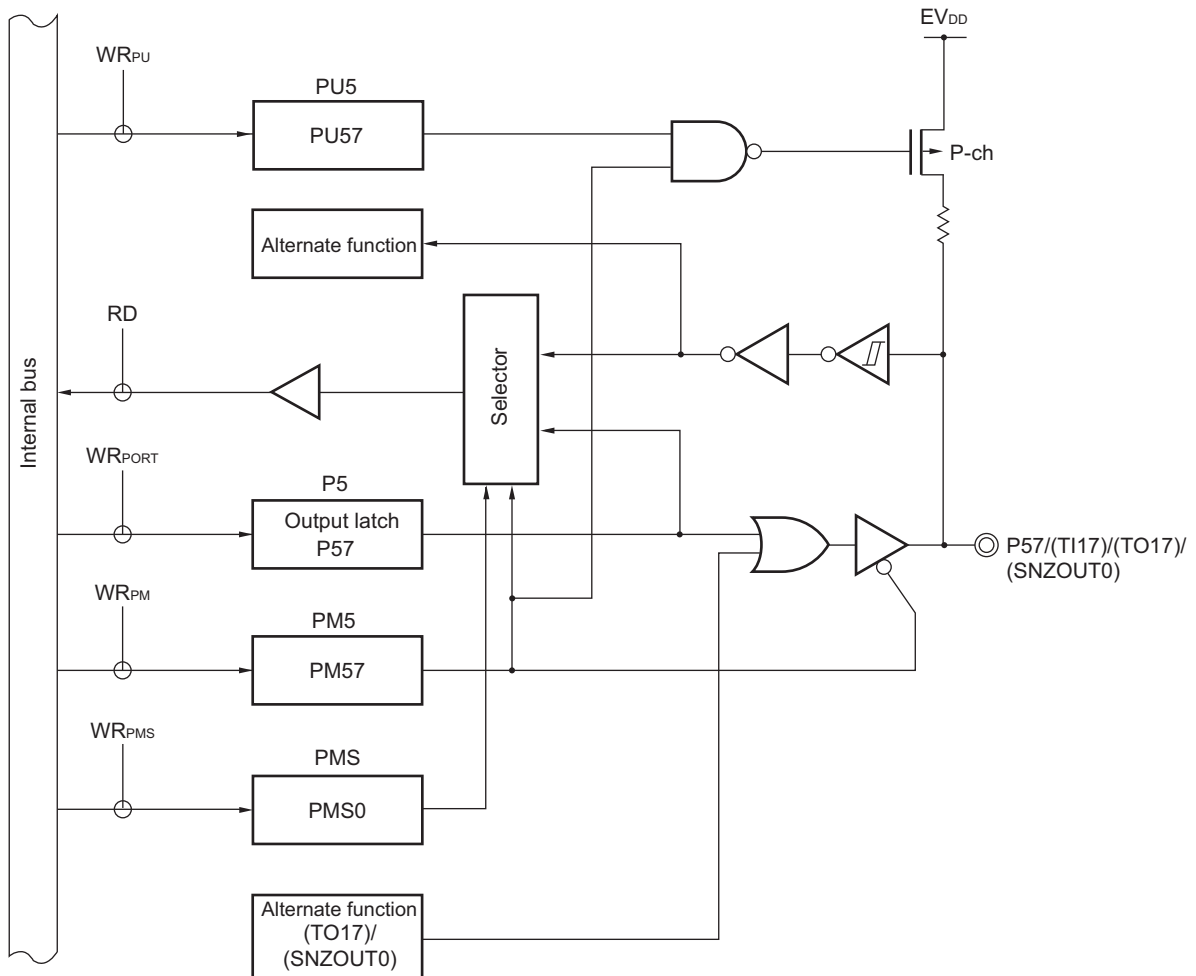 EVDD
WRPU
PU5
PU57
P-ch
Alternate function
RD
Selector
Internal bus
WRPORT
P5
Output latch
P57
P57/(TI17)/(TO17)/
(SNZOUT0)
WRPM
PM5
PM57
WRPMS
PMS
PMS0
Alternate function
(TO17)/
(SNZOUT0)